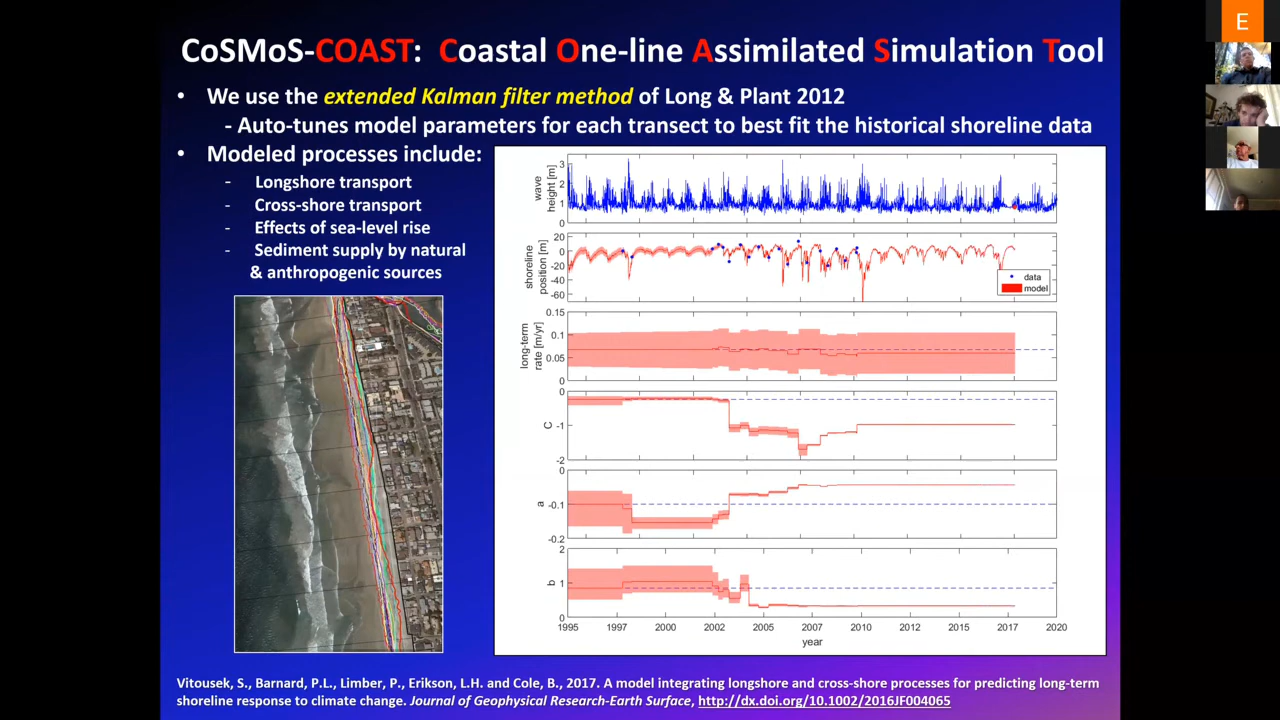 E
CoSMoS-COAST: Coastal One-line Assimilated Simulation Tool
• We use the extended Kalman filter method of Long & Plant 2012
- Auto-tunes model parameters for each transect to best fit the historical shoreline data
• Modeled processes include:
- Longshore transport
- Cross-shore transport
- Effects of sea-level rise
- Sediment supply by natural
& anthropogenic sources
wave
height [m]
3
2
1
0
shoreline
position [m]
20
0
-20
-40
-60
data
model
long-term
rate [m/yr]
0.15
0.1
0.05
0
C
0
-1
-2
a
0
-0.1
-0.2
b
2
1
0
1995 1997 2000 2002 2005 2007 2010 2012 2015 2017 2020
year
Vitousek, S., Barnard, P.L., Limber, P., Erikson, L.H. and Cole, B., 2017. A model integrating longshore and cross-shore processes for predicting long-term
shoreline response to climate change. Journal of Geophysical Research-Earth Surface, http://dx.doi.org/10.1002/2016JF004065